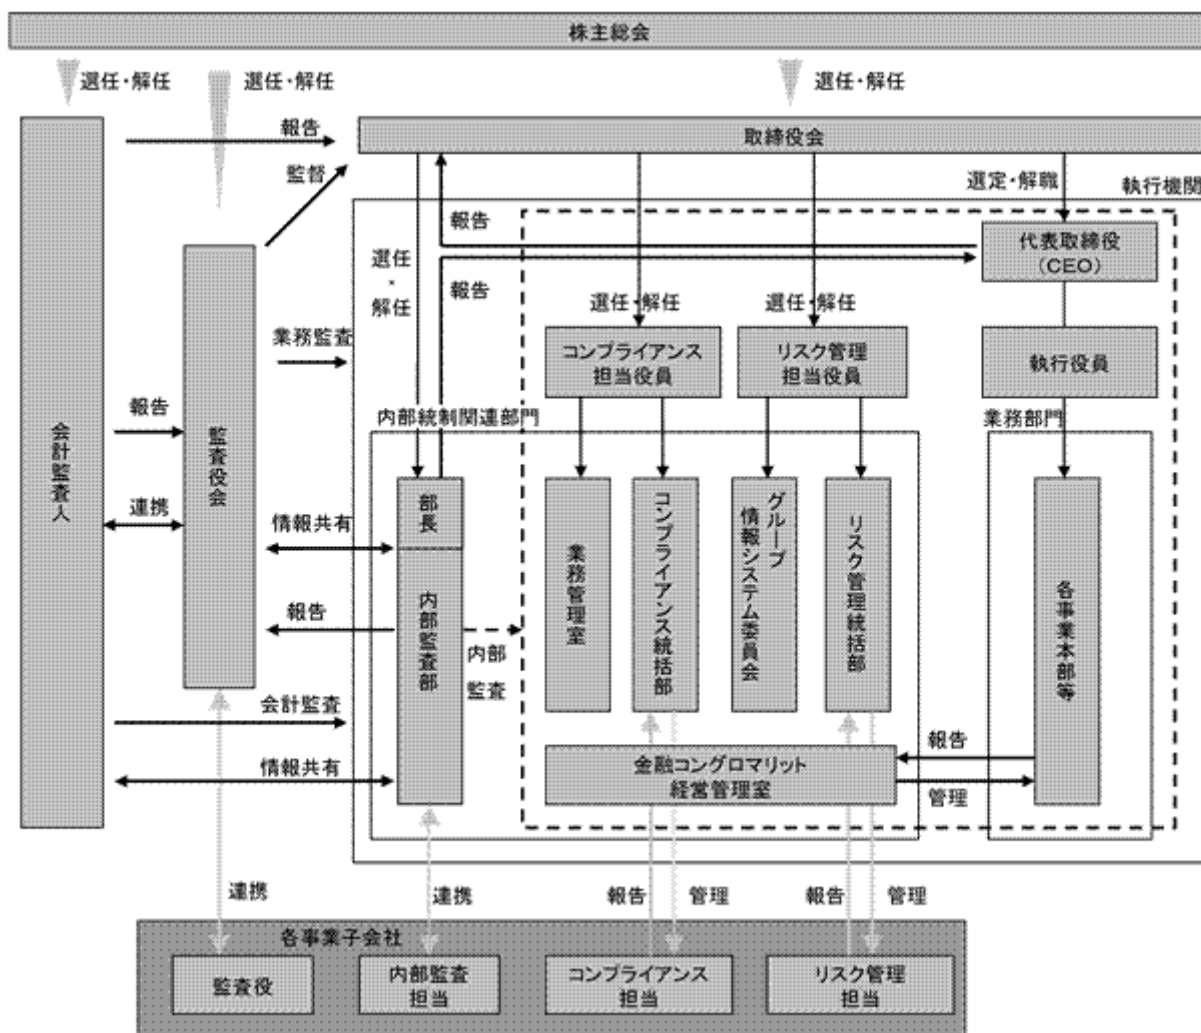 株主総会
選任・解任
選任・解任
選任・解任
報告
取締役会
監督
選定・解職
執行機関
報告
代表取締役
(CEO)
選任・解任
報告
選任・解任
選任・解任
業務監査
コンプライアンス
担当役員
リスク管理
担当役員
執行役員
報告
内部統制関連部門
業務部門
会計監査人
監査役会
連携
情報共有
部長
業務管理室
コンプライアンス統括部
グループ
情報システム委員会
リスク管理統括部
各事業本部等
報告
内部監査部
内部
監査
会計監査
情報共有
金融コングロマリット
経営管理室
報告
管理
連携
連携
報告
管理
報告
管理
各事業子会社
監査役
内部監査
担当
コンプライアンス
担当
リスク管理
担当